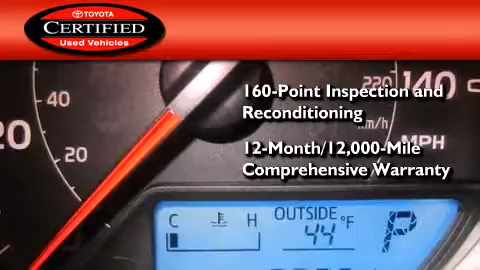 TOYOTA
CERTIFIED
Used Vehicles
160-Point Inspection and
Reconditioning
12-Month/12,000-Mile
Comprehensive Warranty
20
40
20
220
140
km/h
MPH
C H
OUTSIDE
44 °F
P